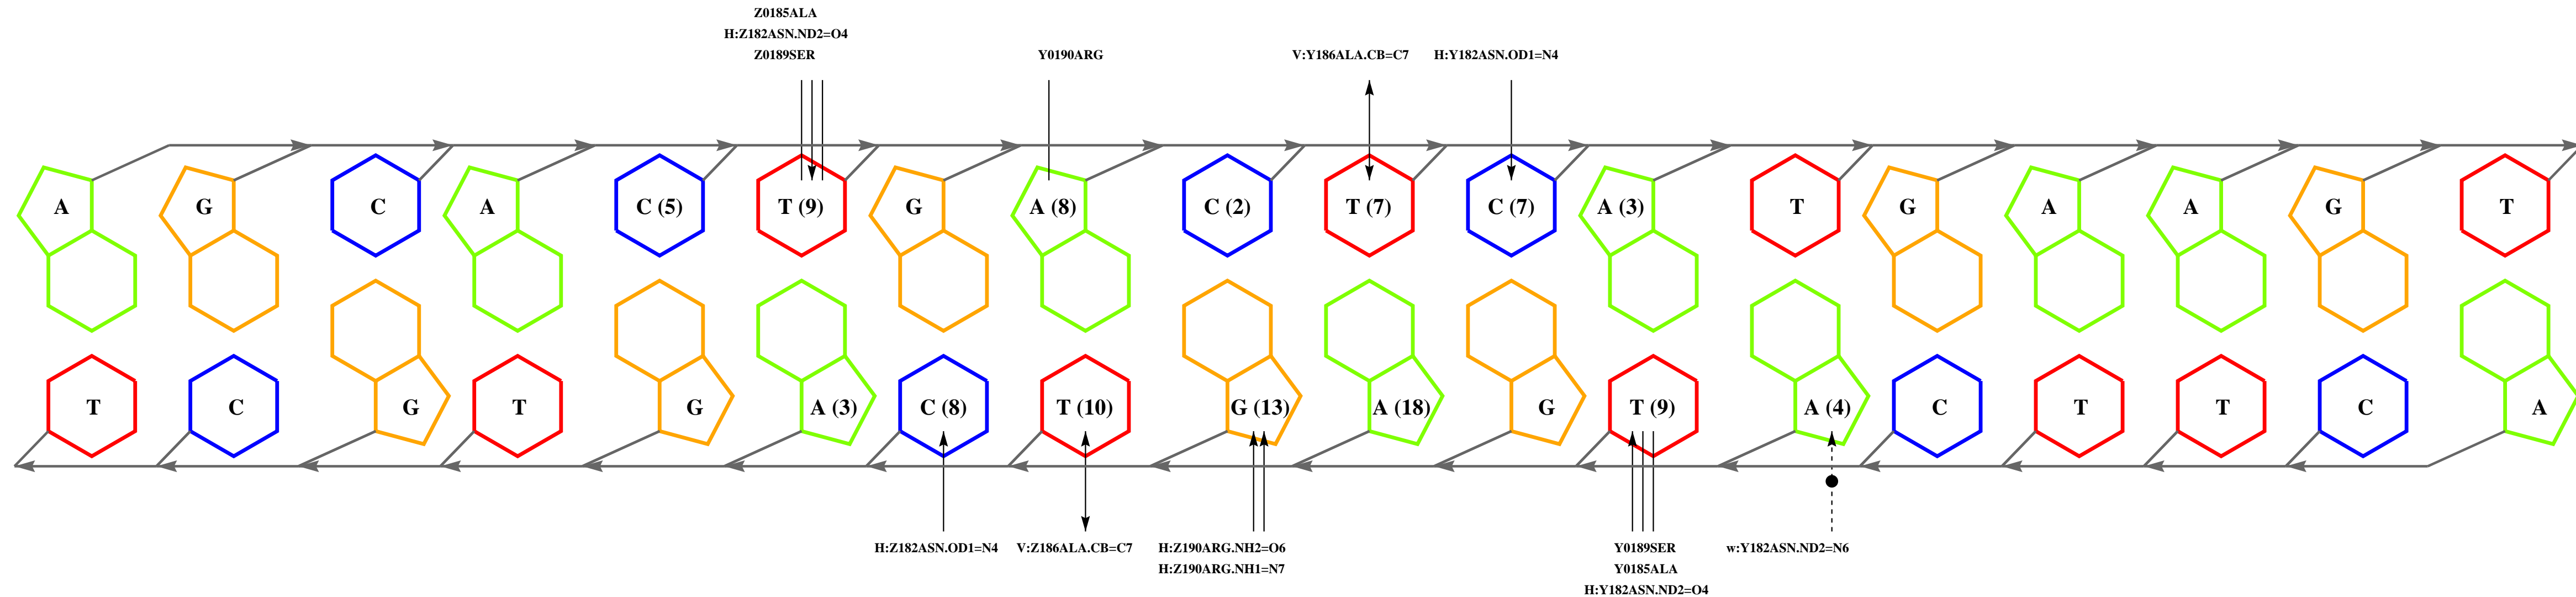 Z0185ALA
H:Z182ASN.ND2=O4
Z0189SER
Y0190ARG
V:Y186ALA.CB=C7
H:Y182ASN.OD1=N4
A G C A C (5) T (9) G A (8) C (2) T (7) C (7) A (3) T G A A G T
T C G T G A (3) C (8) T (10) G (13) A (18) G T (9) A (4) C T T C A
H:Z182ASN.OD1=N4
V:Z186ALA.CB=C7
H:Z190ARG.NH2=O6
H:Z190ARG.NH1=N7
Y0189SER
Y0185ALA
H:Y182ASN.ND2=O4
w:Y182ASN.ND2=N6